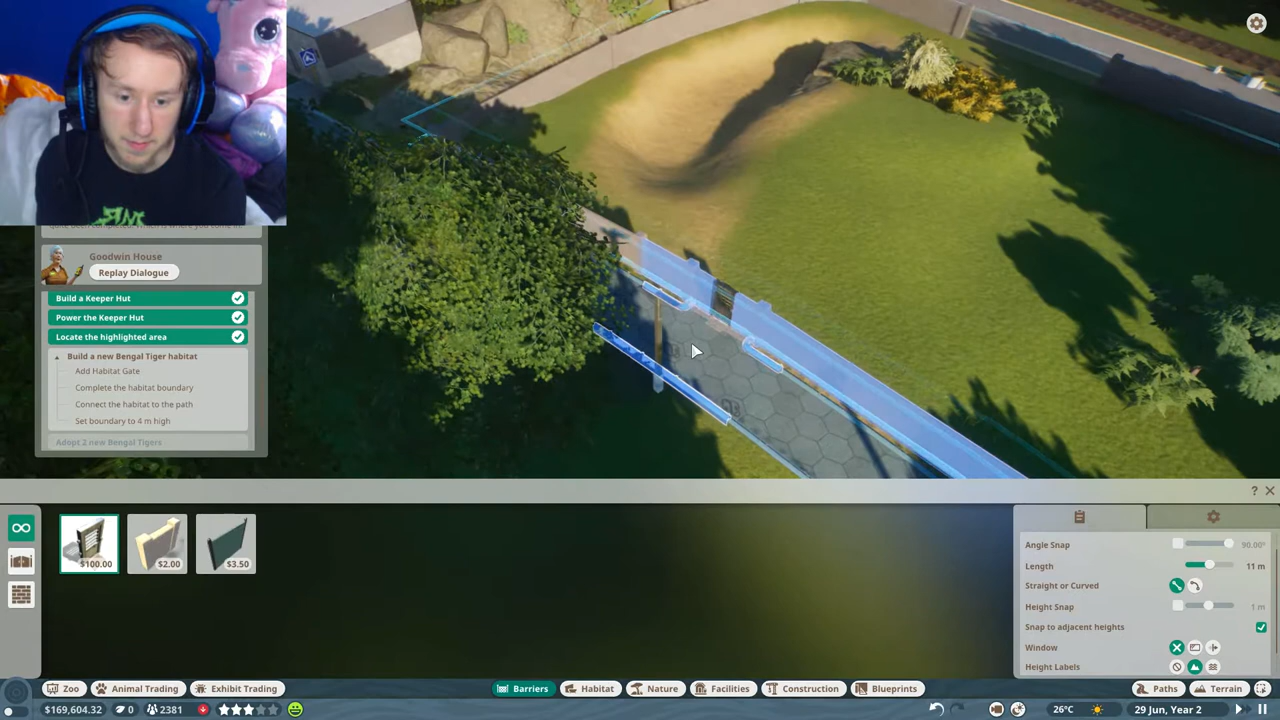 Goodwin House
Replay Dialogue
Build a Keeper Hut
Power the Keeper Hut
Locate the highlighted area
Build a new Bengal Tiger habitat
Add Habitat Gate
Complete the habitat boundary
Connect the habitat to the path
Set boundary to 4 m high
Adopt 2 new Bengal Tigers
$100.00 $2.00 $3.50
Angle Snap 90.00°
Length 11 m
Straight or Curved
Height Snap 1 m
Snap to adjacent heights
Window
Height Labels
Zoo Animal Trading Exhibit Trading Barriers Habitat Nature Facilities Construction Blueprints Paths Terrain
$169,604.32 0 2381 26°C 29 Jun, Year 2